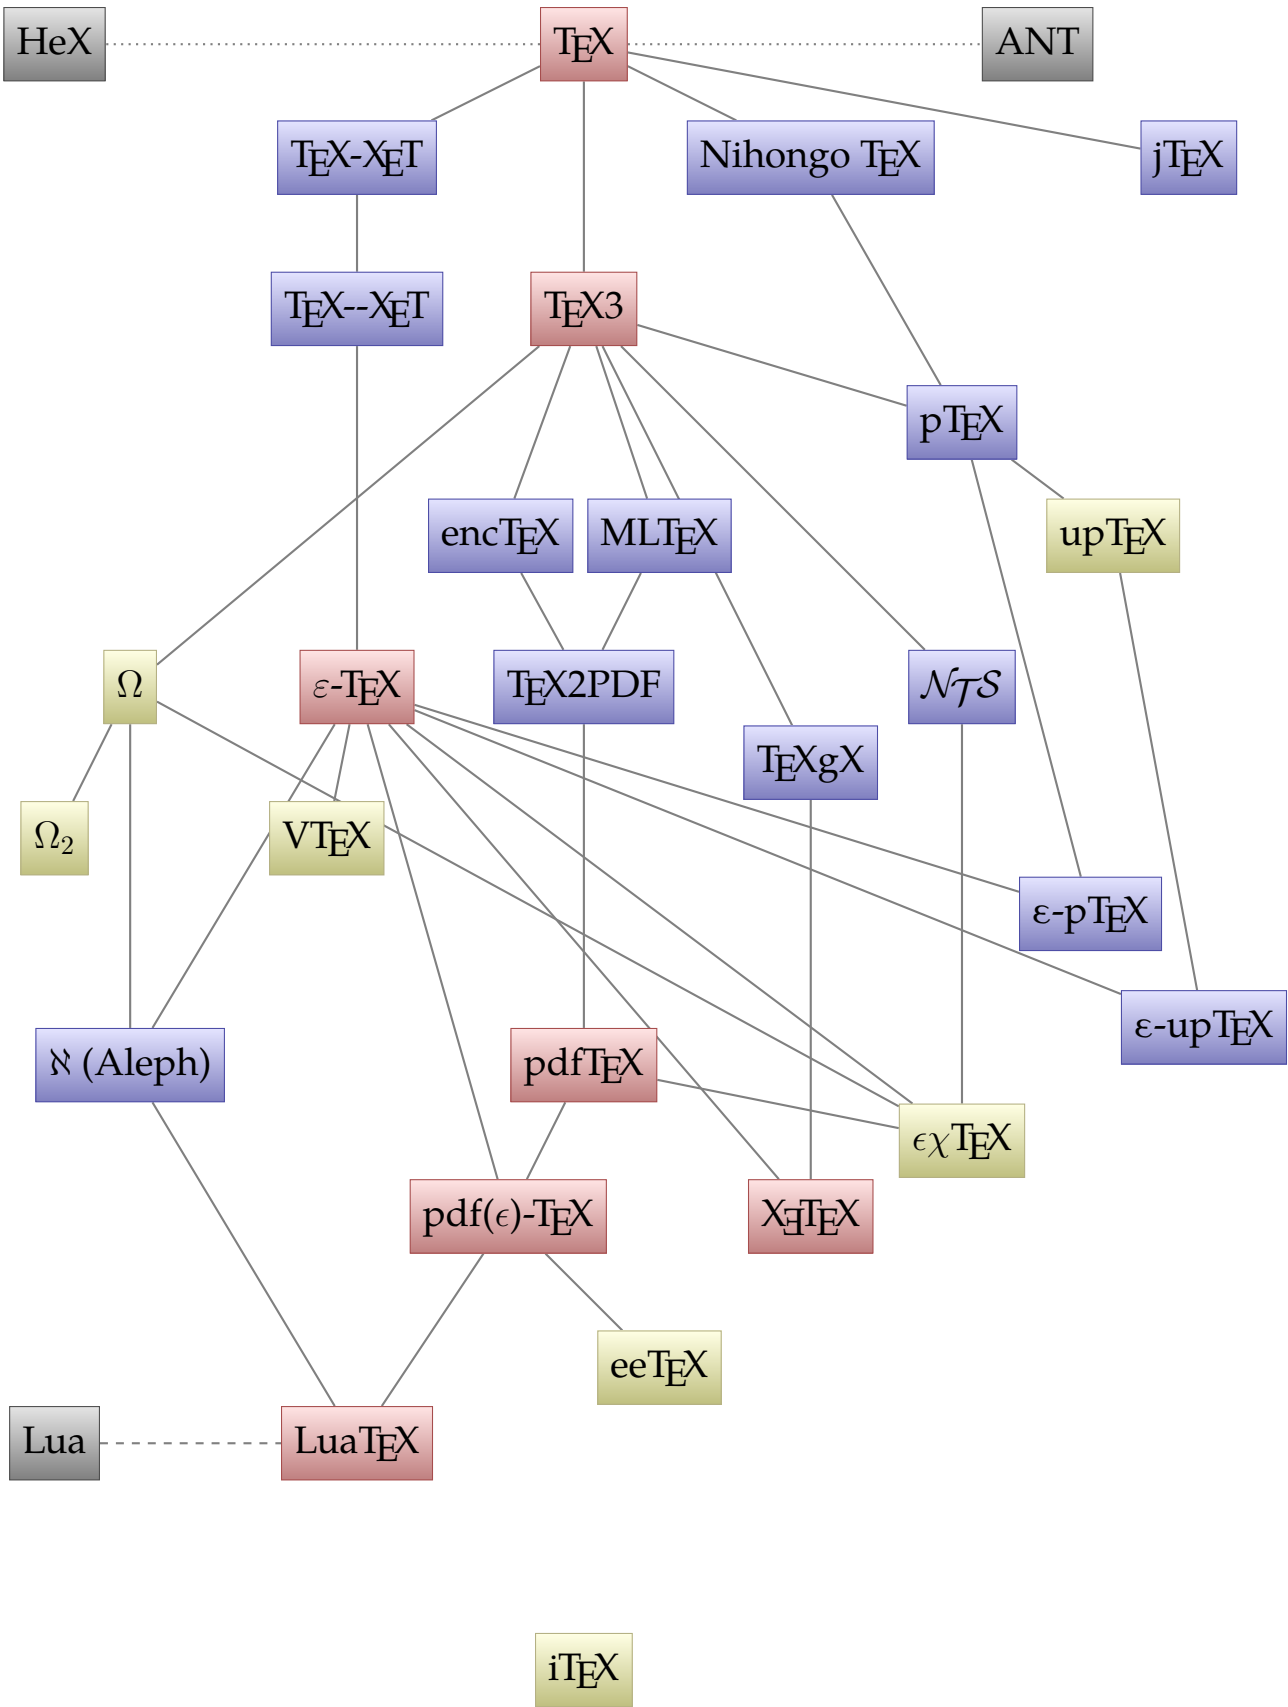 HeX
TEX
ANT
TEX-XET
Nihongo TEX
jTEX
TEX--XET
TEX3
pTEX
encTEX
MLTEX
upTEX
Ω
ε-TEX
TEX2PDF
NTS
TEXgX
Ω₂
VTEX
ε-pTEX
ε-upTEX
ℵ (Aleph)
pdfTEX
ϵχTEX
pdf(ϵ)-TEX
XƎTEX
eeTEX
Lua
LuaTEX
iTEX